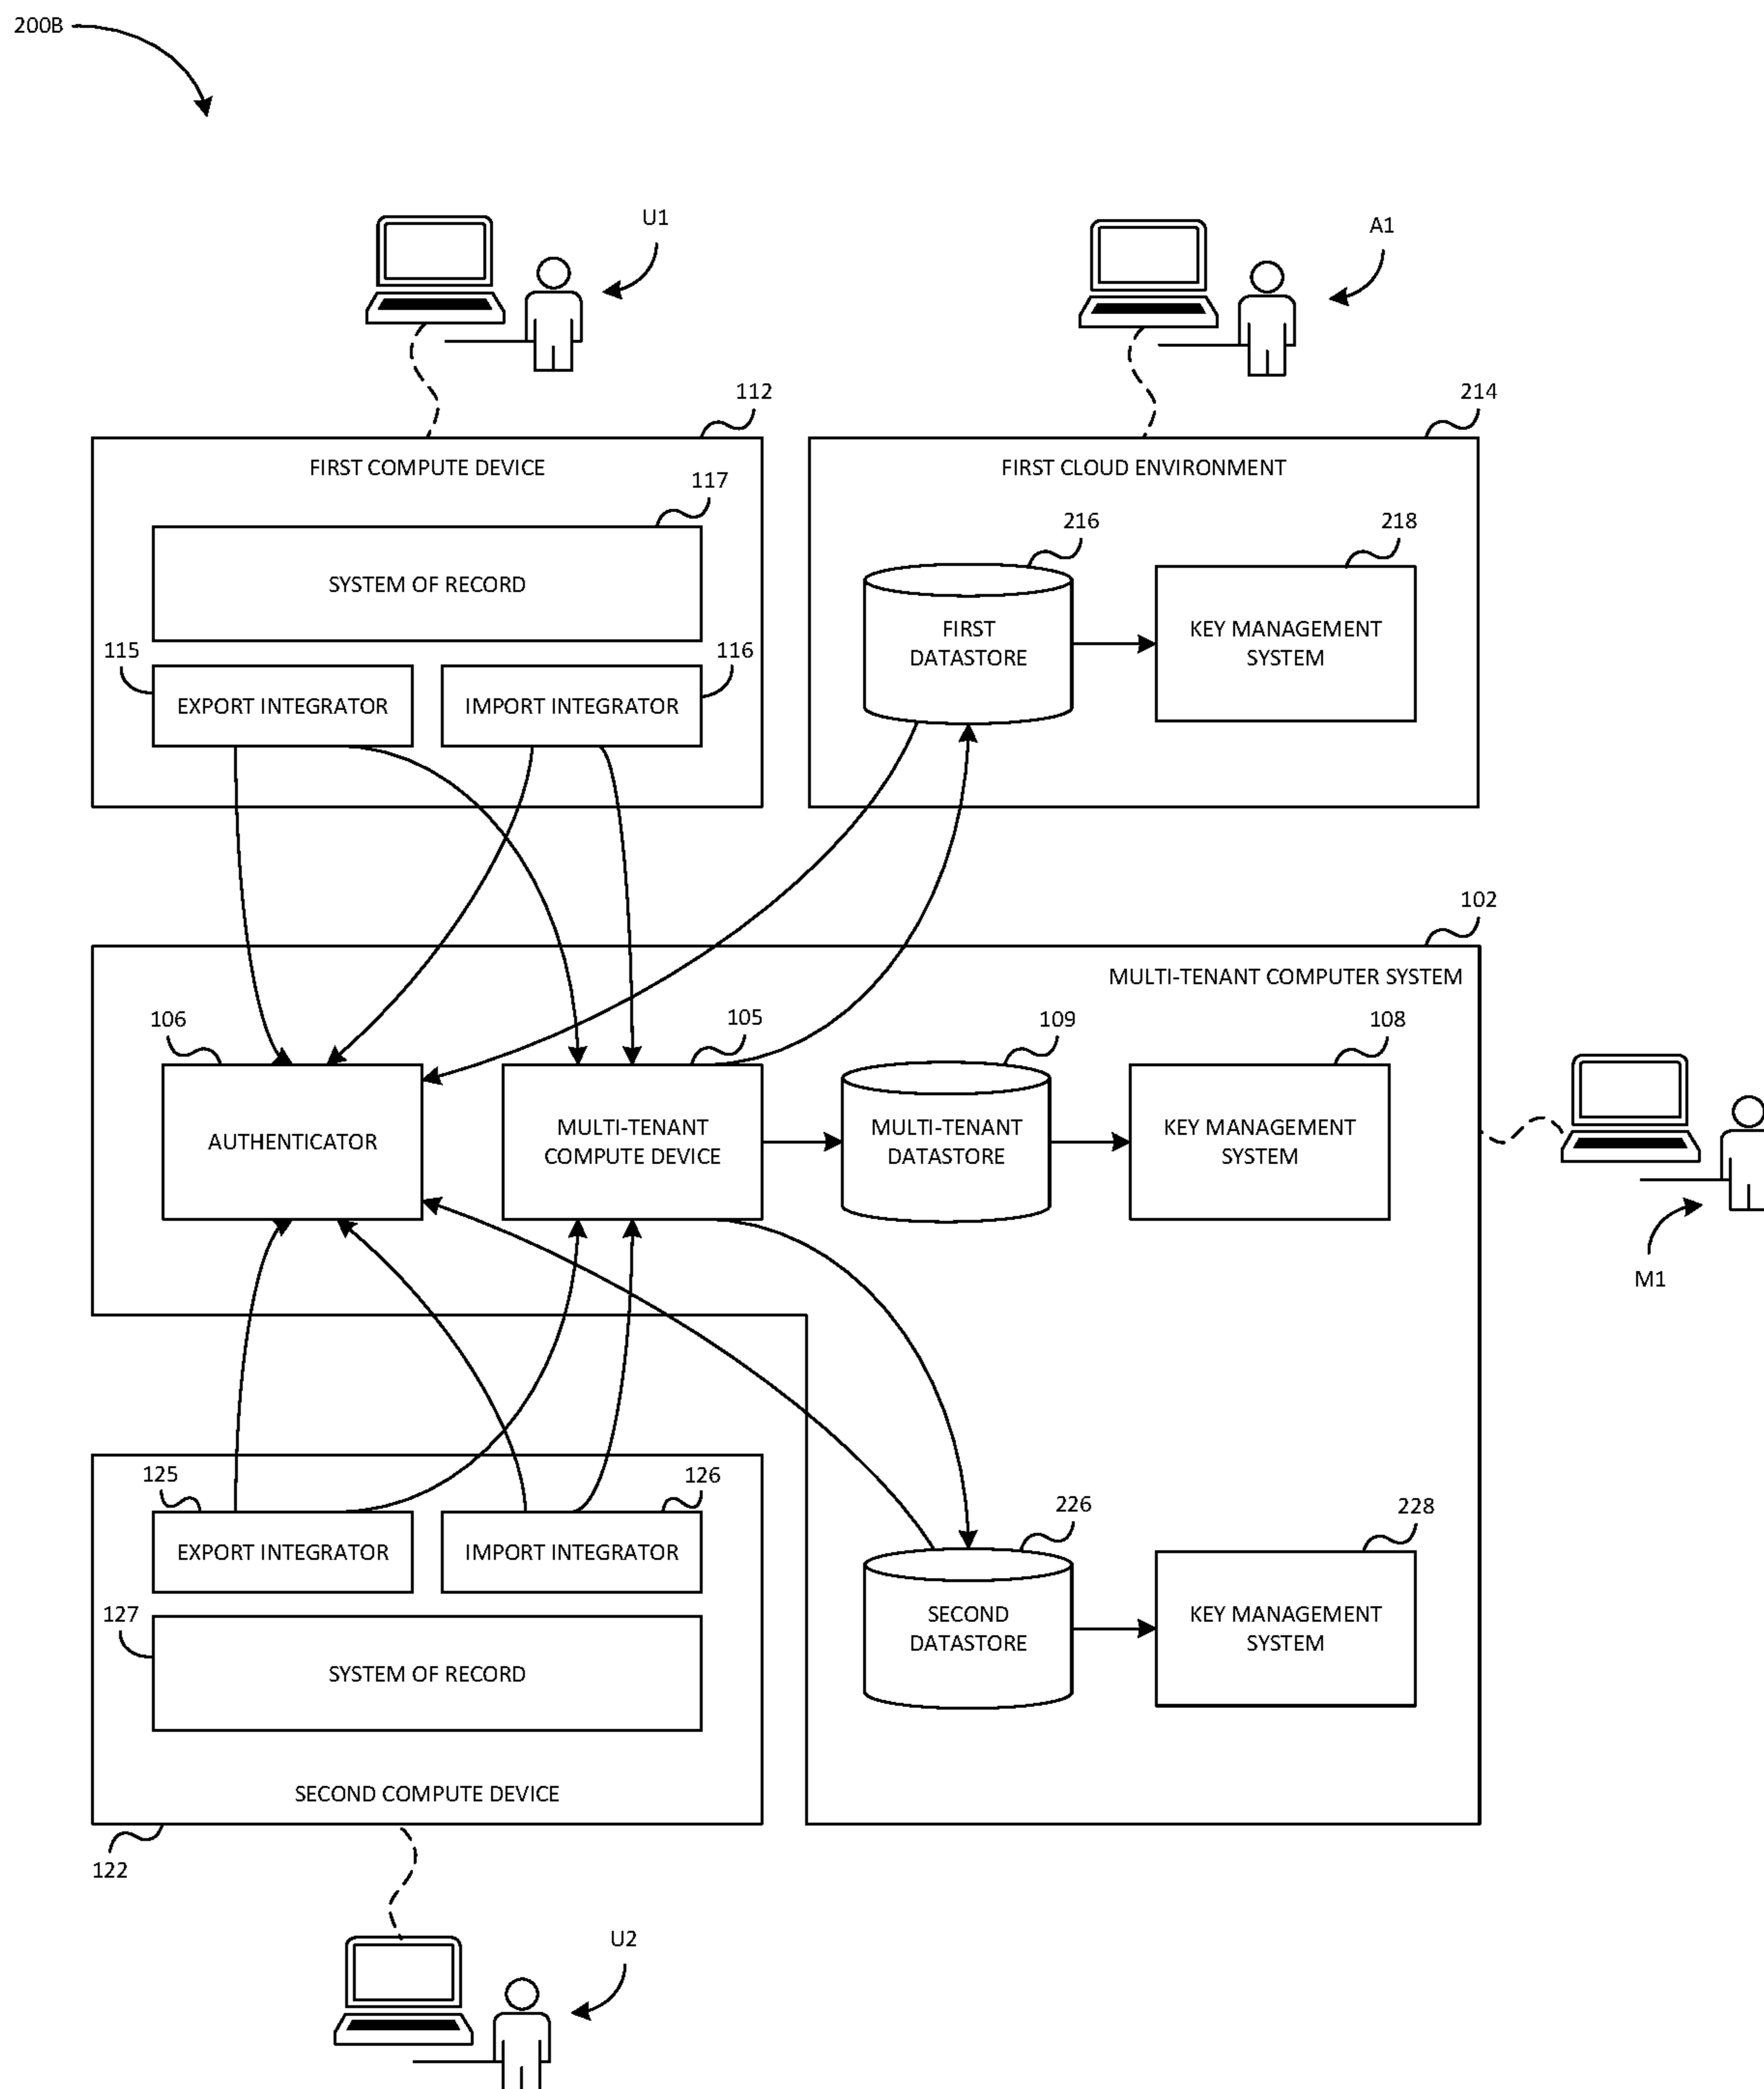 200B
U1
A1
112
214
FIRST COMPUTE DEVICE
FIRST CLOUD ENVIRONMENT
117
216
218
SYSTEM OF RECORD
FIRST
DATASTORE
KEY MANAGEMENT
SYSTEM
115
116
EXPORT INTEGRATOR
IMPORT INTEGRATOR
102
MULTI-TENANT COMPUTER SYSTEM
106
105
109
108
AUTHENTICATOR
MULTI-TENANT
COMPUTE DEVICE
MULTI-TENANT
DATASTORE
KEY MANAGEMENT
SYSTEM
M1
125
126
226
228
EXPORT INTEGRATOR
IMPORT INTEGRATOR
127
SECOND
DATASTORE
KEY MANAGEMENT
SYSTEM
SYSTEM OF RECORD
SECOND COMPUTE DEVICE
122
U2